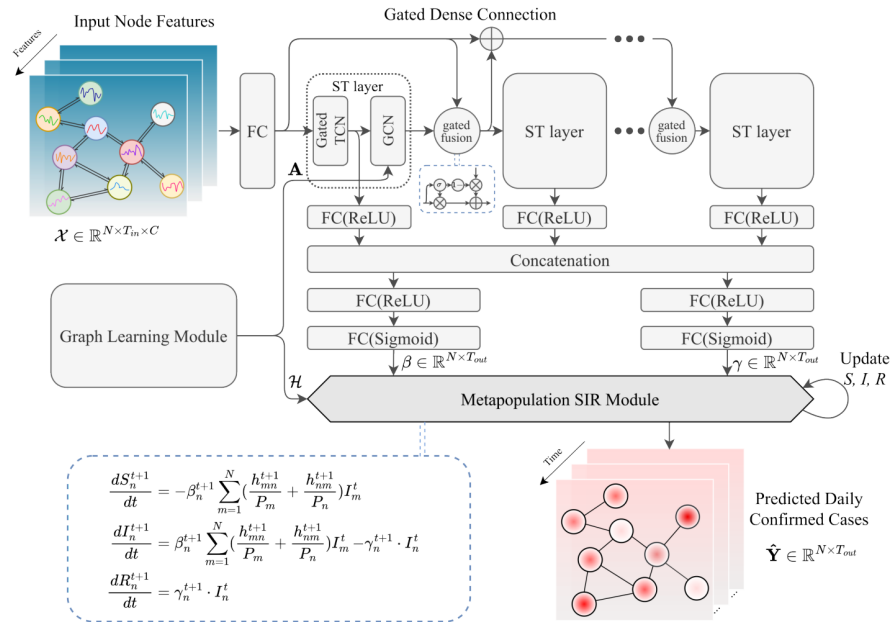 Input Node Features
Gated Dense Connection
Features
ST layer
FC
Gated TCN
GCN
gated fusion
ST layer
gated fusion
ST layer
A
σ
1-
FC(ReLU)
FC(ReLU)
FC(ReLU)
𝒳 ∈ ℝ^{N×T_{in}×C}
Concatenation
FC(ReLU)
FC(ReLU)
Graph Learning Module
FC(Sigmoid)
FC(Sigmoid)
β ∈ ℝ^{N×T_{out}}
γ ∈ ℝ^{N×T_{out}}
Update
S, I, R
ℋ
Metapopulation SIR Module
Time
dS_n^{t+1}/dt = −β_n^{t+1} ∑_{m=1}^{N} (h_{mn}^{t+1}/P_m + h_{nm}^{t+1}/P_n) I_m^t
dI_n^{t+1}/dt = β_n^{t+1} ∑_{m=1}^{N} (h_{mn}^{t+1}/P_m + h_{nm}^{t+1}/P_n) I_m^t − γ_n^{t+1} · I_n^t
dR_n^{t+1}/dt = γ_n^{t+1} · I_n^t
Predicted Daily
Confirmed Cases
Ŷ ∈ ℝ^{N×T_{out}}